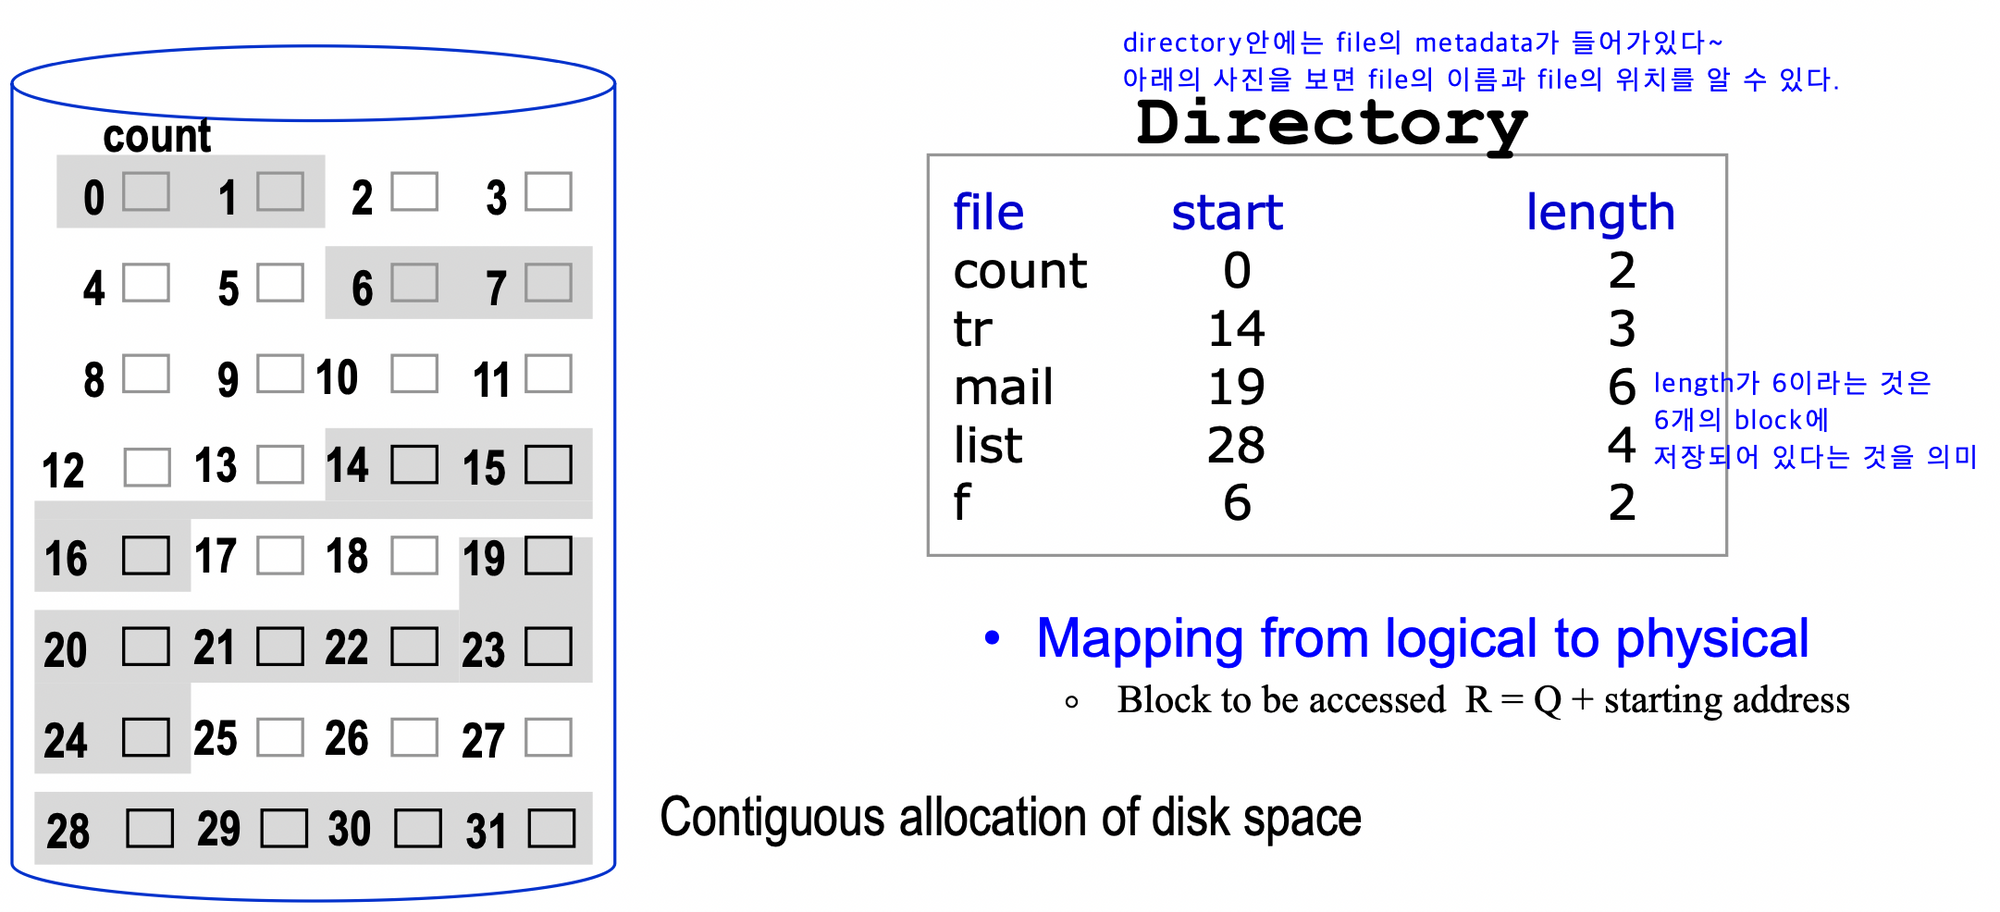 directory안에는 file의 metadata가 들어가있다~
아래의 사진을 보면 file의 이름과 file의 위치를 알 수 있다.
Directory
count
0 1 2 3
4 5 6 7
8 9 10 11
12 13 14 15
16 17 18 19
20 21 22 23
24 25 26 27
28 29 30 31
file start length
count 0 2
tr 14 3
mail 19 6
list 28 4
f 6 2
length가 6이라는 것은
6개의 block에
저장되어 있다는 것을 의미
• Mapping from logical to physical
◦ Block to be accessed R = Q + starting address
Contiguous allocation of disk space